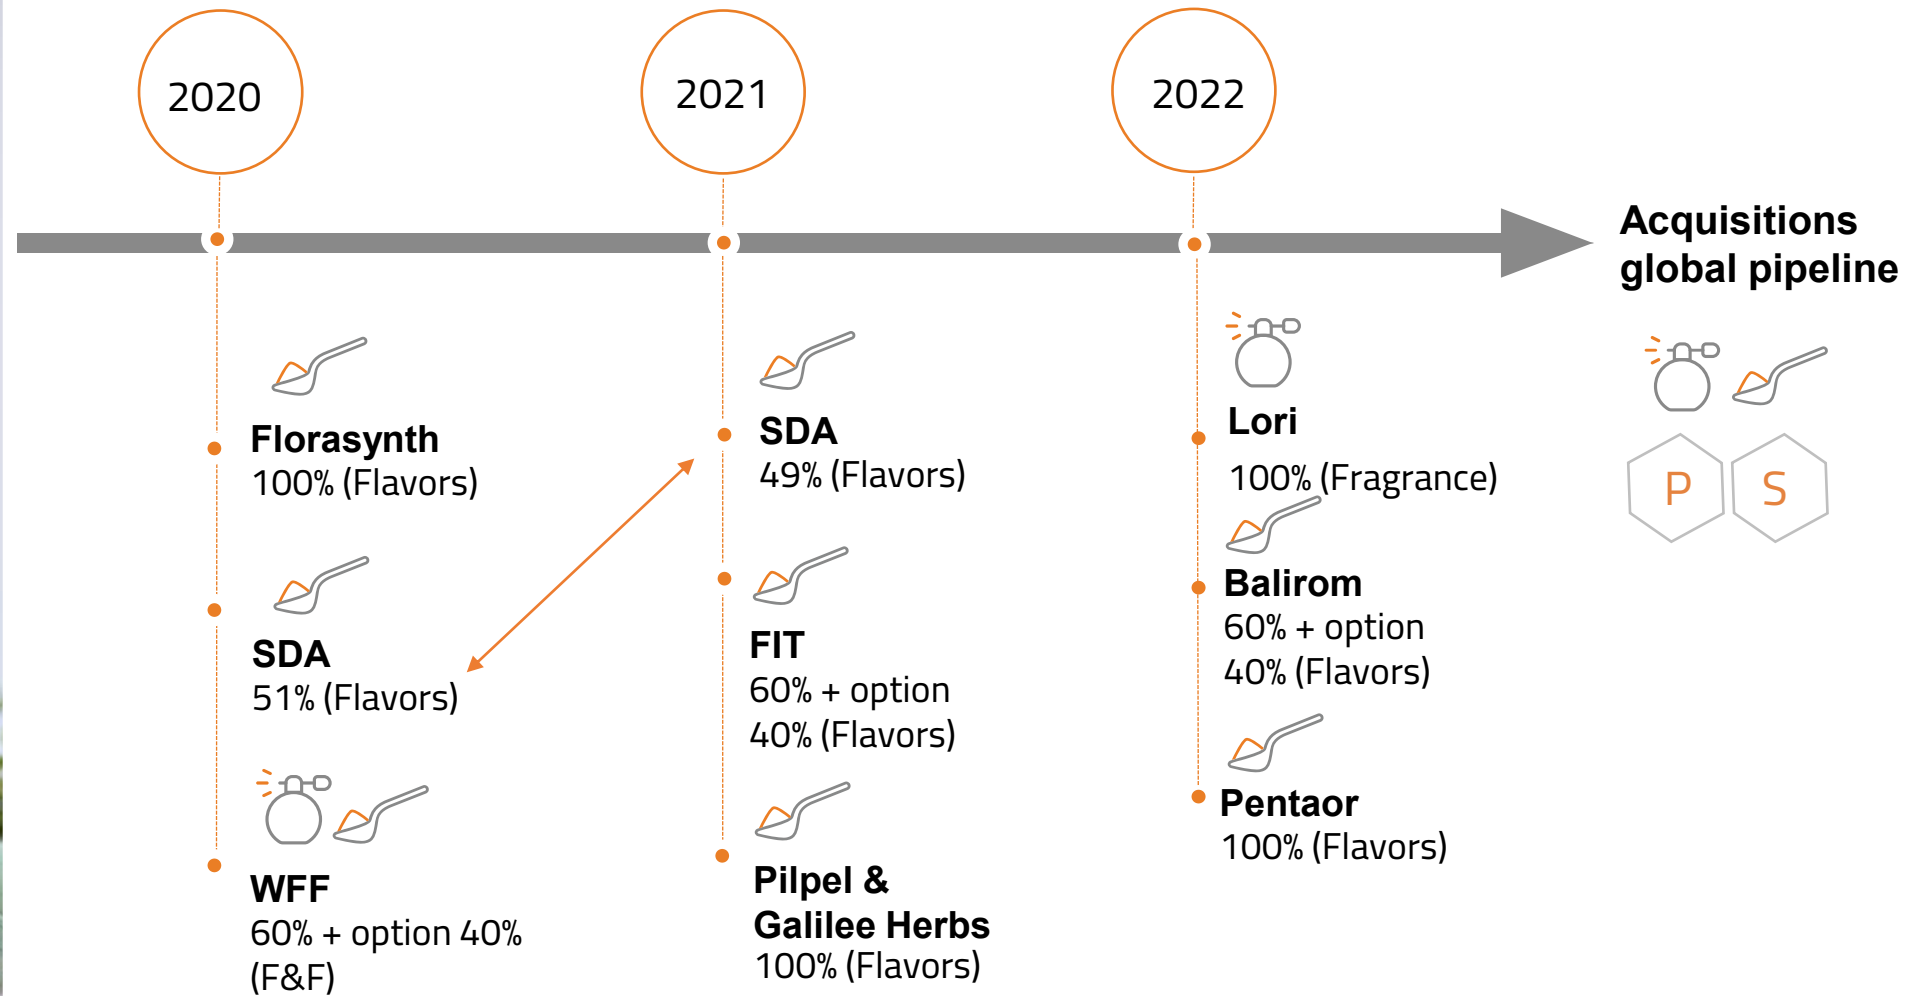 2020
2021
2022
Acquisitions
global pipeline
P
S
Florasynth
100% (Flavors)
SDA
51% (Flavors)
WFF
60% + option 40%
(F&F)
SDA
49% (Flavors)
FIT
60% + option
40% (Flavors)
Pilpel &
Galilee Herbs
100% (Flavors)
Lori
100% (Fragrance)
Balirom
60% + option
40% (Flavors)
Pentaor
100% (Flavors)